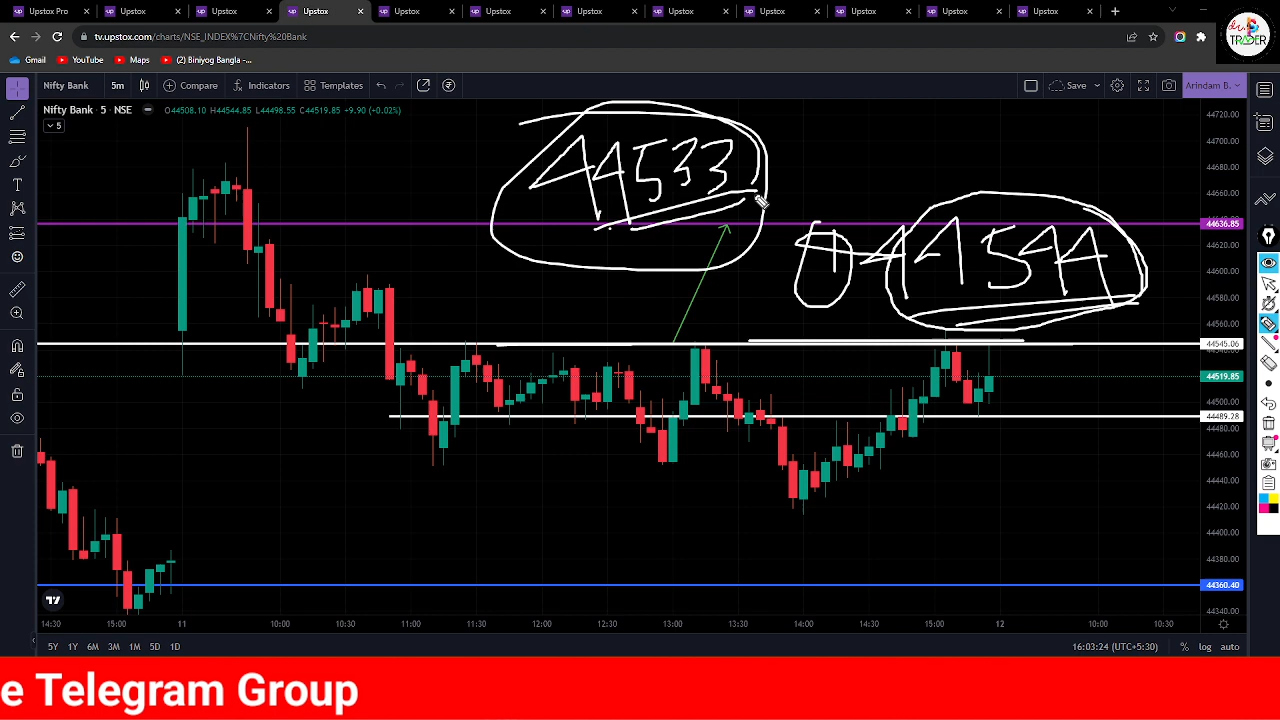 Upstox Pro
Upstox
Upstox
Upstox
Upstox
Upstox
Upstox
Upstox
Upstox
Upstox
Upstox
Upstox
tv.upstox.com/charts/NSE_INDEX%7CNifty%20Bank
TRADER
Gmail YouTube Maps (2) Biniyog Bangla -...
Nifty Bank 5m Compare Indicators Templates Save Arindam B.
Nifty Bank · 5 · NSE O44508.10 H44544.85 L44498.55 C44519.85 +9.90 (+0.02%)
5
44533
44544
44720.00
44700.00
44680.00
44660.00
44636.85
44620.00
44600.00
44580.00
44560.00
44545.06
44519.85
44500.00
44489.28
44480.00
44460.00
44440.00
44420.00
44400.00
44380.00
44360.40
44340.00
14:30 15:00 11 10:00 10:30 11:00 11:30 12:00 12:30 13:00 13:30 14:00 14:30 15:00 12 10:00 10:30
5Y 1Y 6M 3M 1M 5D 1D 16:03:24 (UTC+5:30) % log auto
e Telegram Group